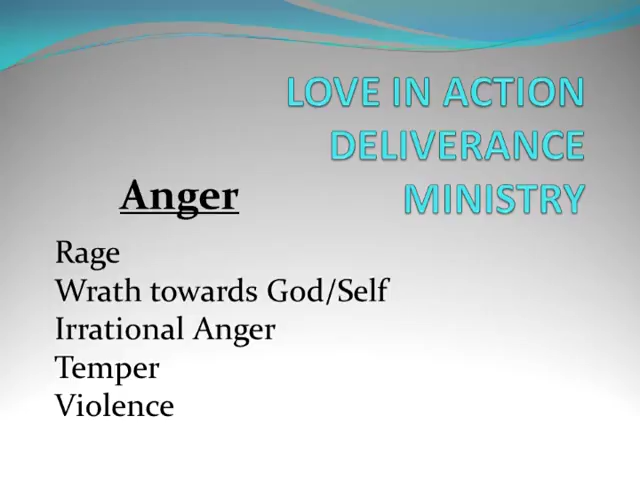 LOVE IN ACTION
DELIVERANCE
MINISTRY
Anger
Rage
Wrath towards God/Self
Irrational Anger
Temper
Violence